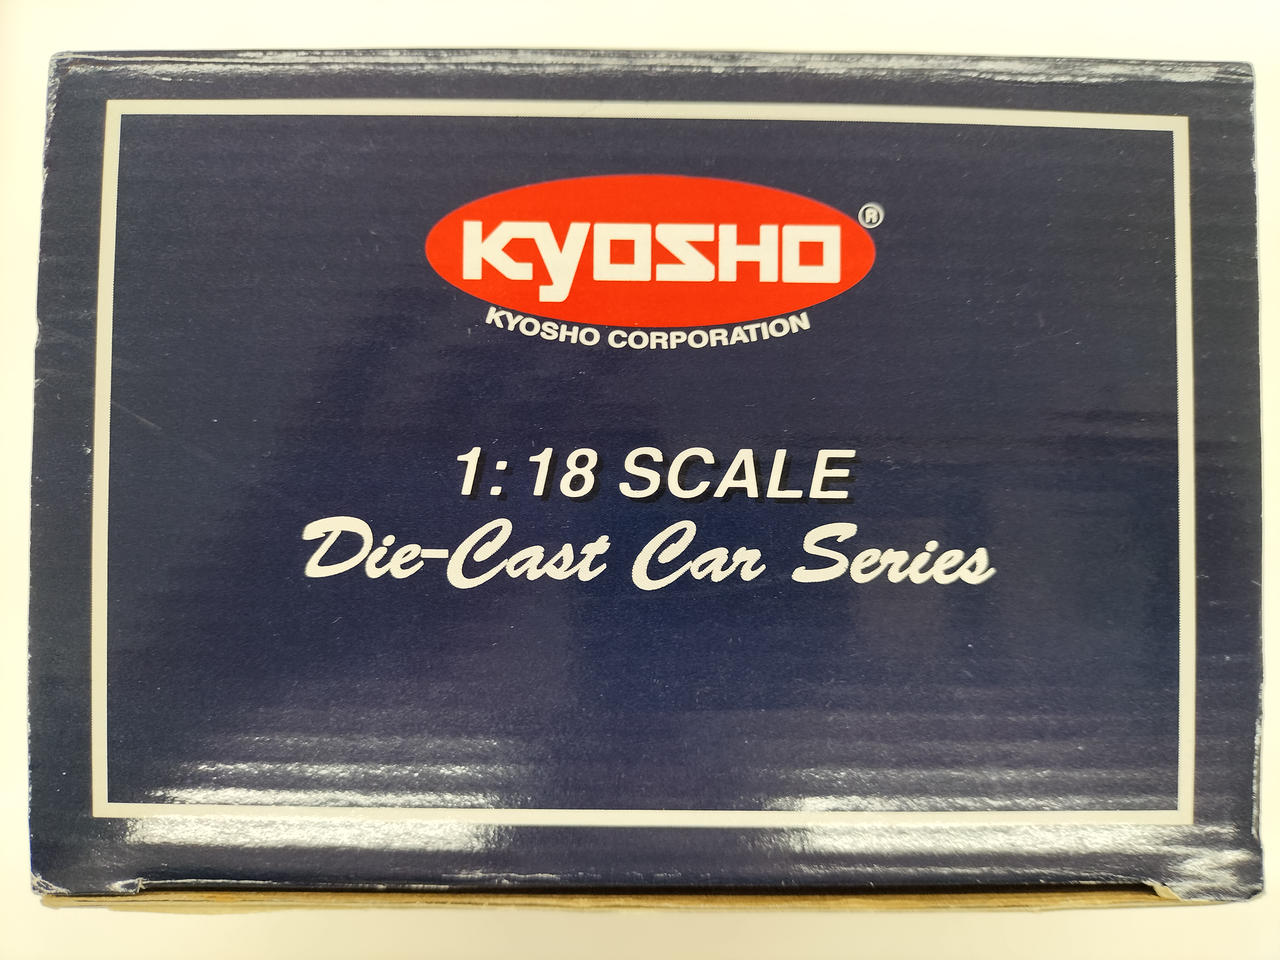 KYOSHO
®
KYOSHO CORPORATION
1:18 SCALE
Die-Cast Car Series